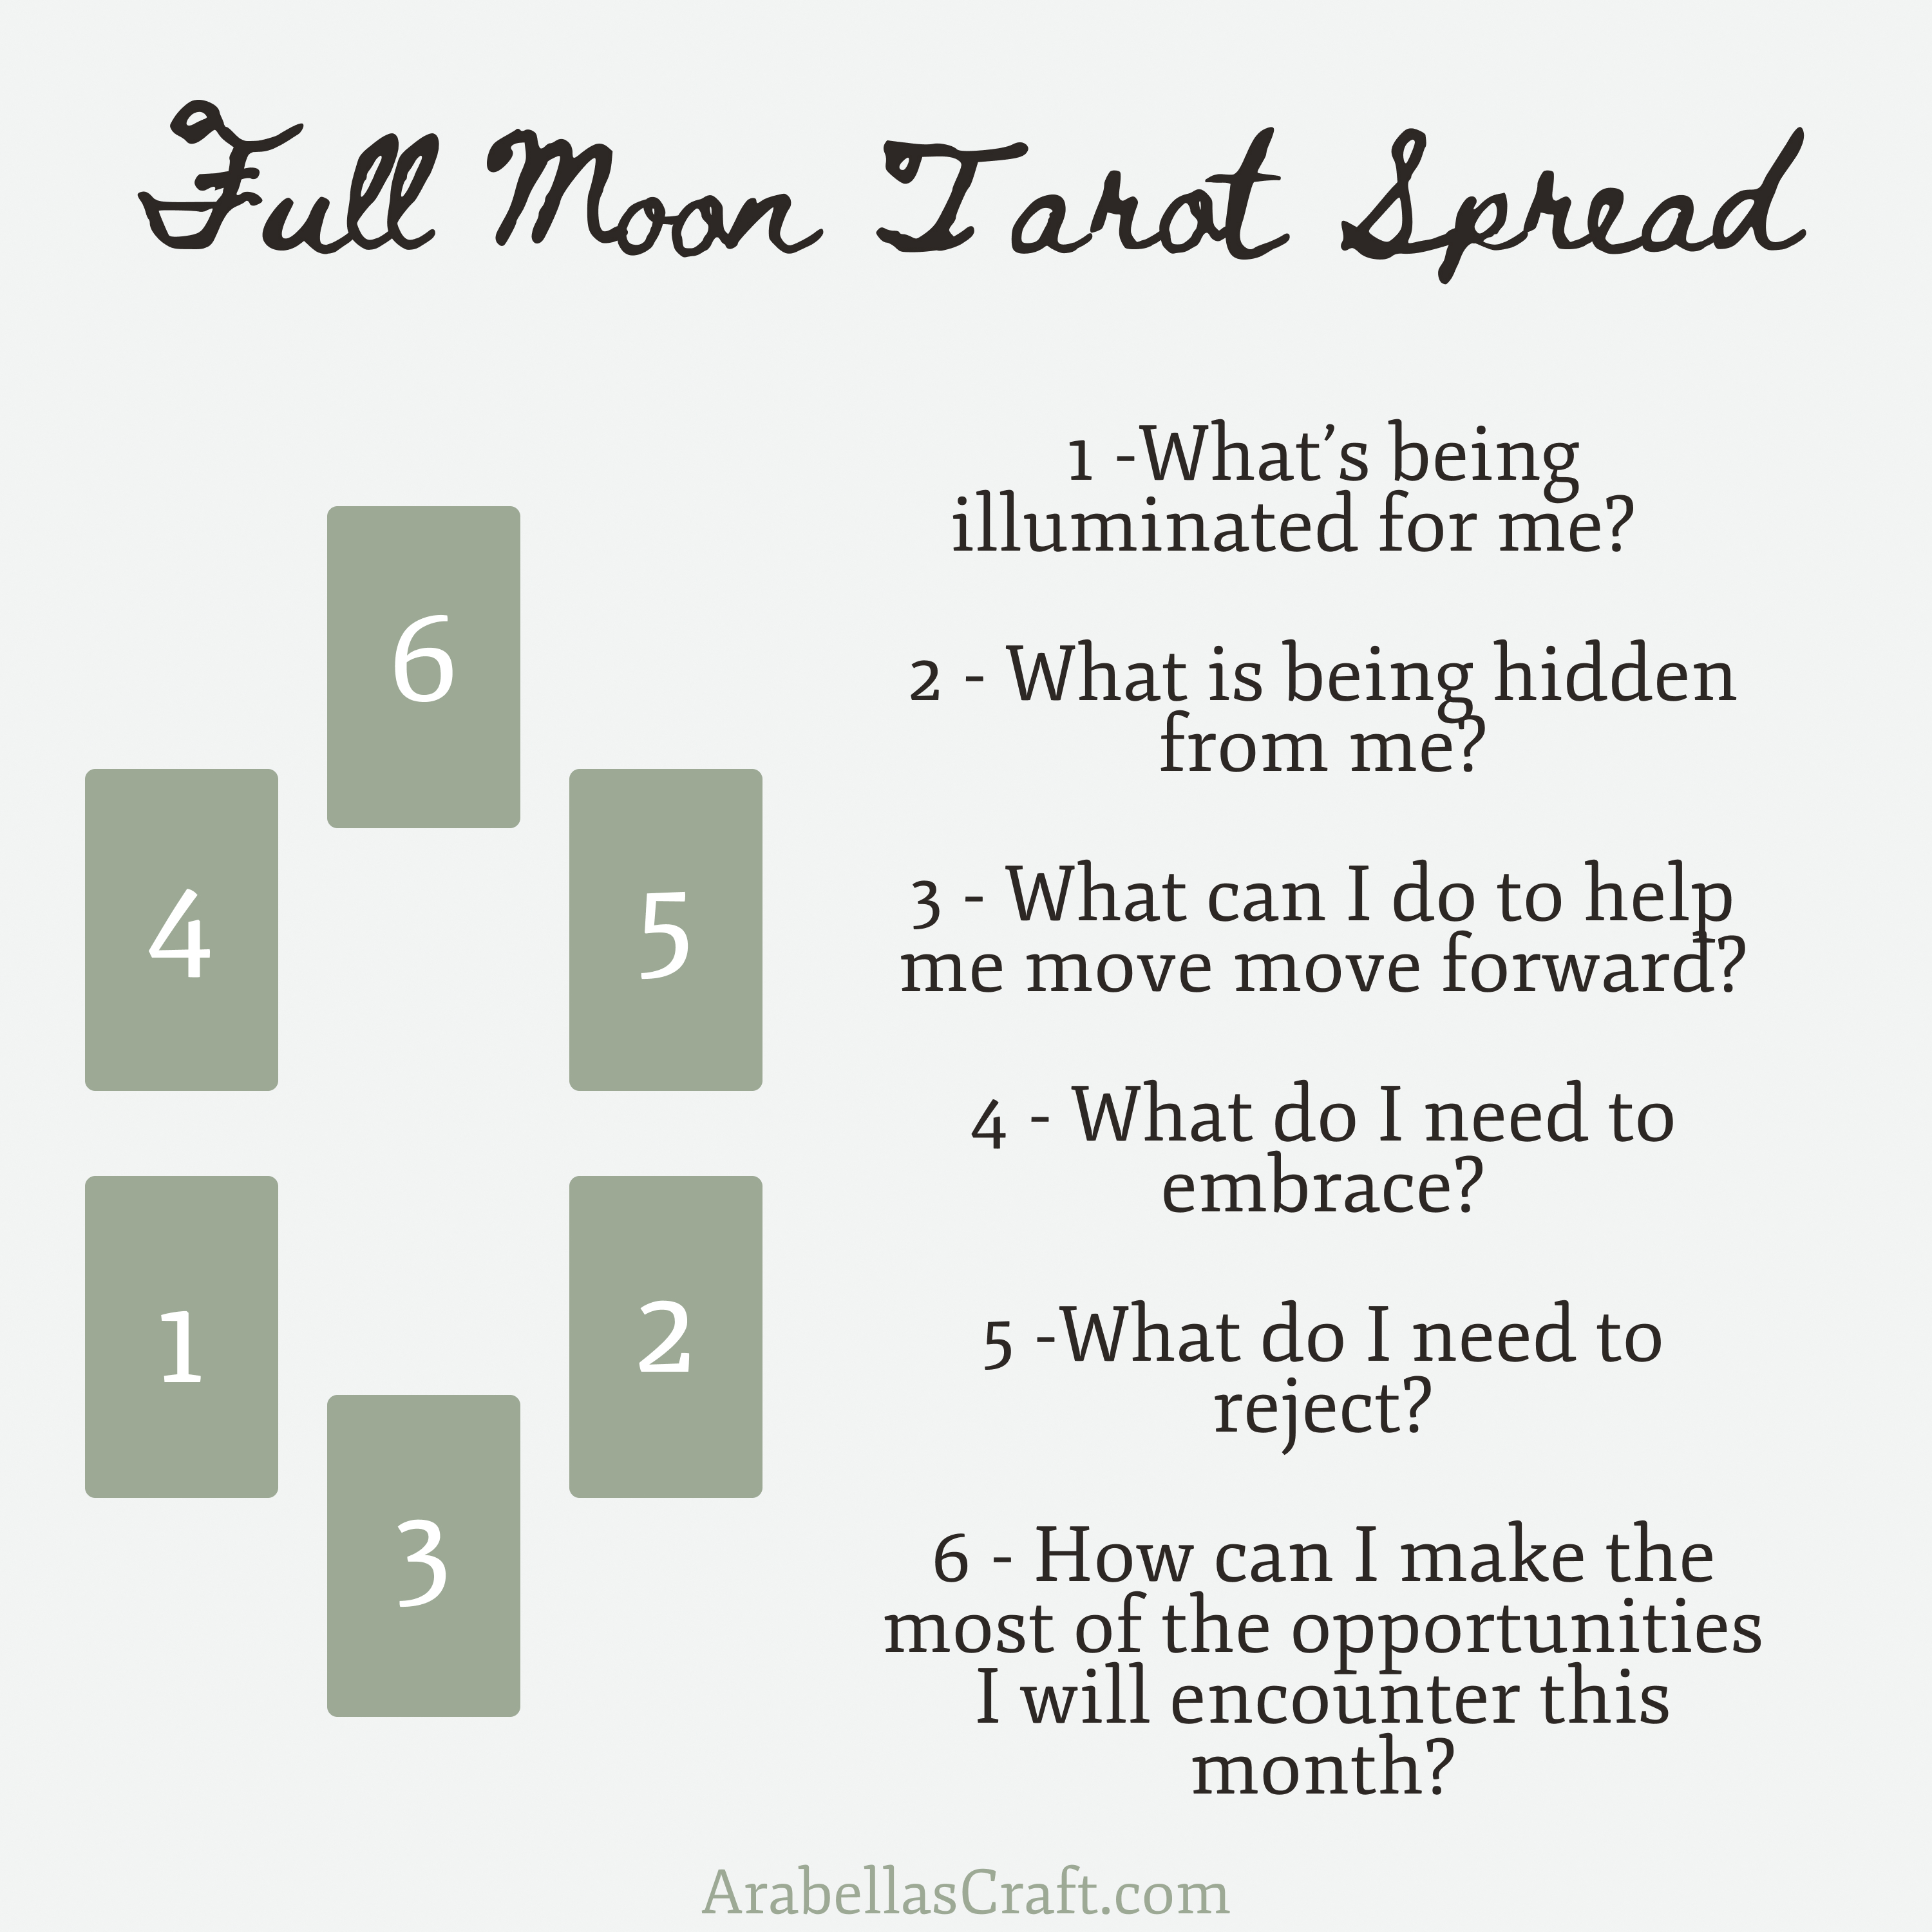 Full Moon Tarot Spread
6
4
5
1
2
3
1 -What’s being
illuminated for me?
2 - What is being hidden
from me?
3 - What can I do to help
me move move forward?
4 - What do I need to
embrace?
5 -What do I need to
reject?
6 - How can I make the
most of the opportunities
I will encounter this
month?
ArabellasCraft.com